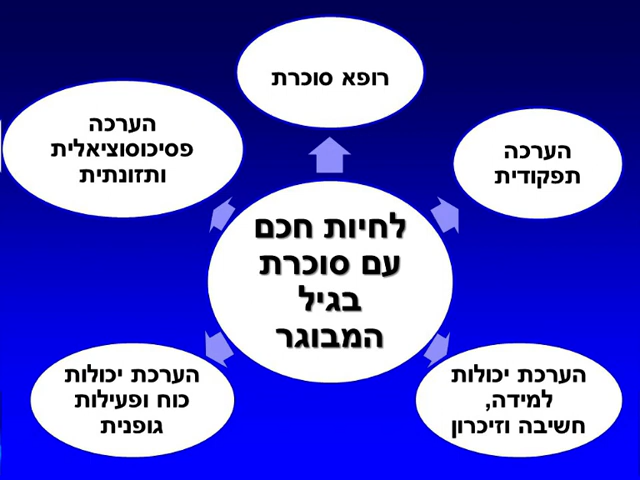 רופא סוכרת
הערכה
תפקודית
הערכה
פסיכוסוציאלית
ותזונתית
לחיות חכם
עם סוכרת
בגיל
המבוגר
הערכת יכולות
למידה,
חשיבה וזיכרון
הערכת יכולות
כוח ופעילות
גופנית